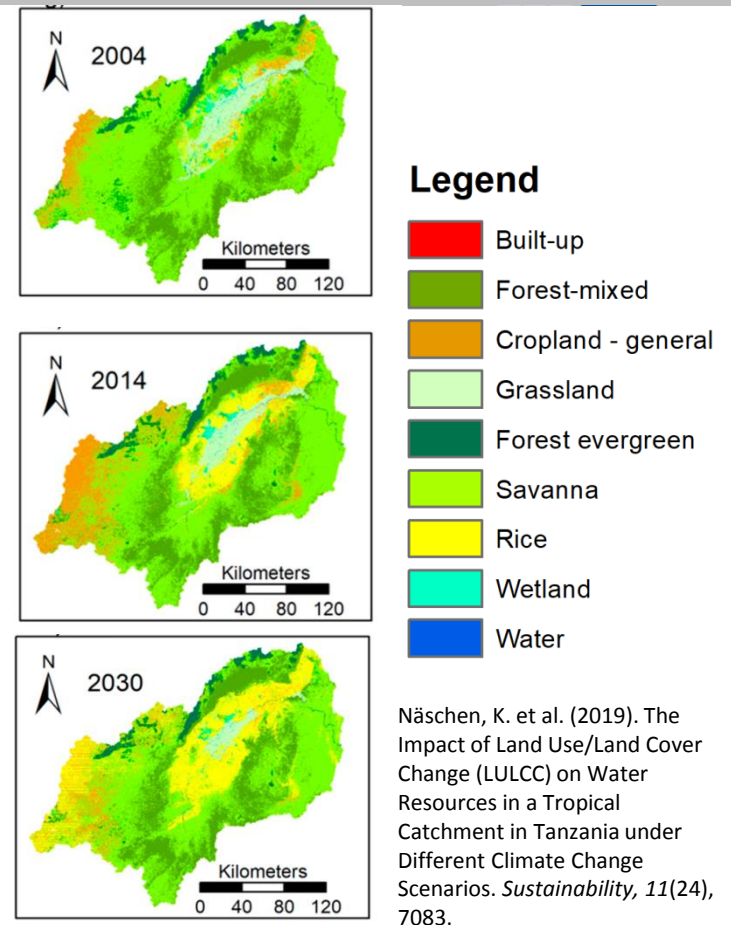 N
2004
Kilometers
0 40 80 120
N
2014
Kilometers
0 40 80 120
N
2030
Kilometers
0 40 80 120
Legend
Built-up
Forest-mixed
Cropland - general
Grassland
Forest evergreen
Savanna
Rice
Wetland
Water
Näschen, K. et al. (2019). The
Impact of Land Use/Land Cover
Change (LULCC) on Water
Resources in a Tropical
Catchment in Tanzania under
Different Climate Change
Scenarios. Sustainability, 11(24),
7083.